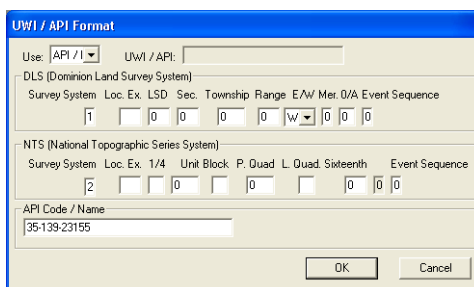 UWI / API Format
Use: API / I UWI / API:
DLS (Dominion Land Survey System)
Survey System Loc. Ex. LSD Sec. Township Range E/W Mer. 0/A Event Sequence
1 0 0 0 0 W 0 0 0
NTS (National Topographic Series System)
Survey System Loc. Ex. 1/4 Unit Block P. Quad L. Quad. Sixteenth Event Sequence
2 0 0 0 0 0
API Code / Name
35-139-23155
OK Cancel